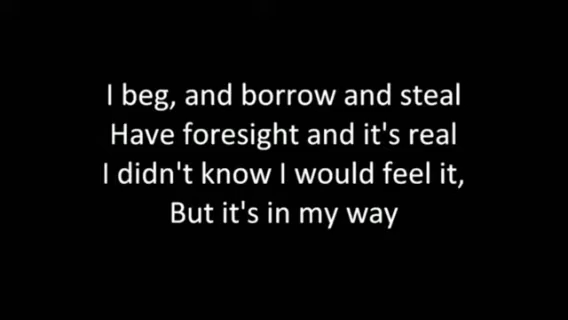 I beg, and borrow and steal
Have foresight and it's real
I didn't know I would feel it,
But it's in my way